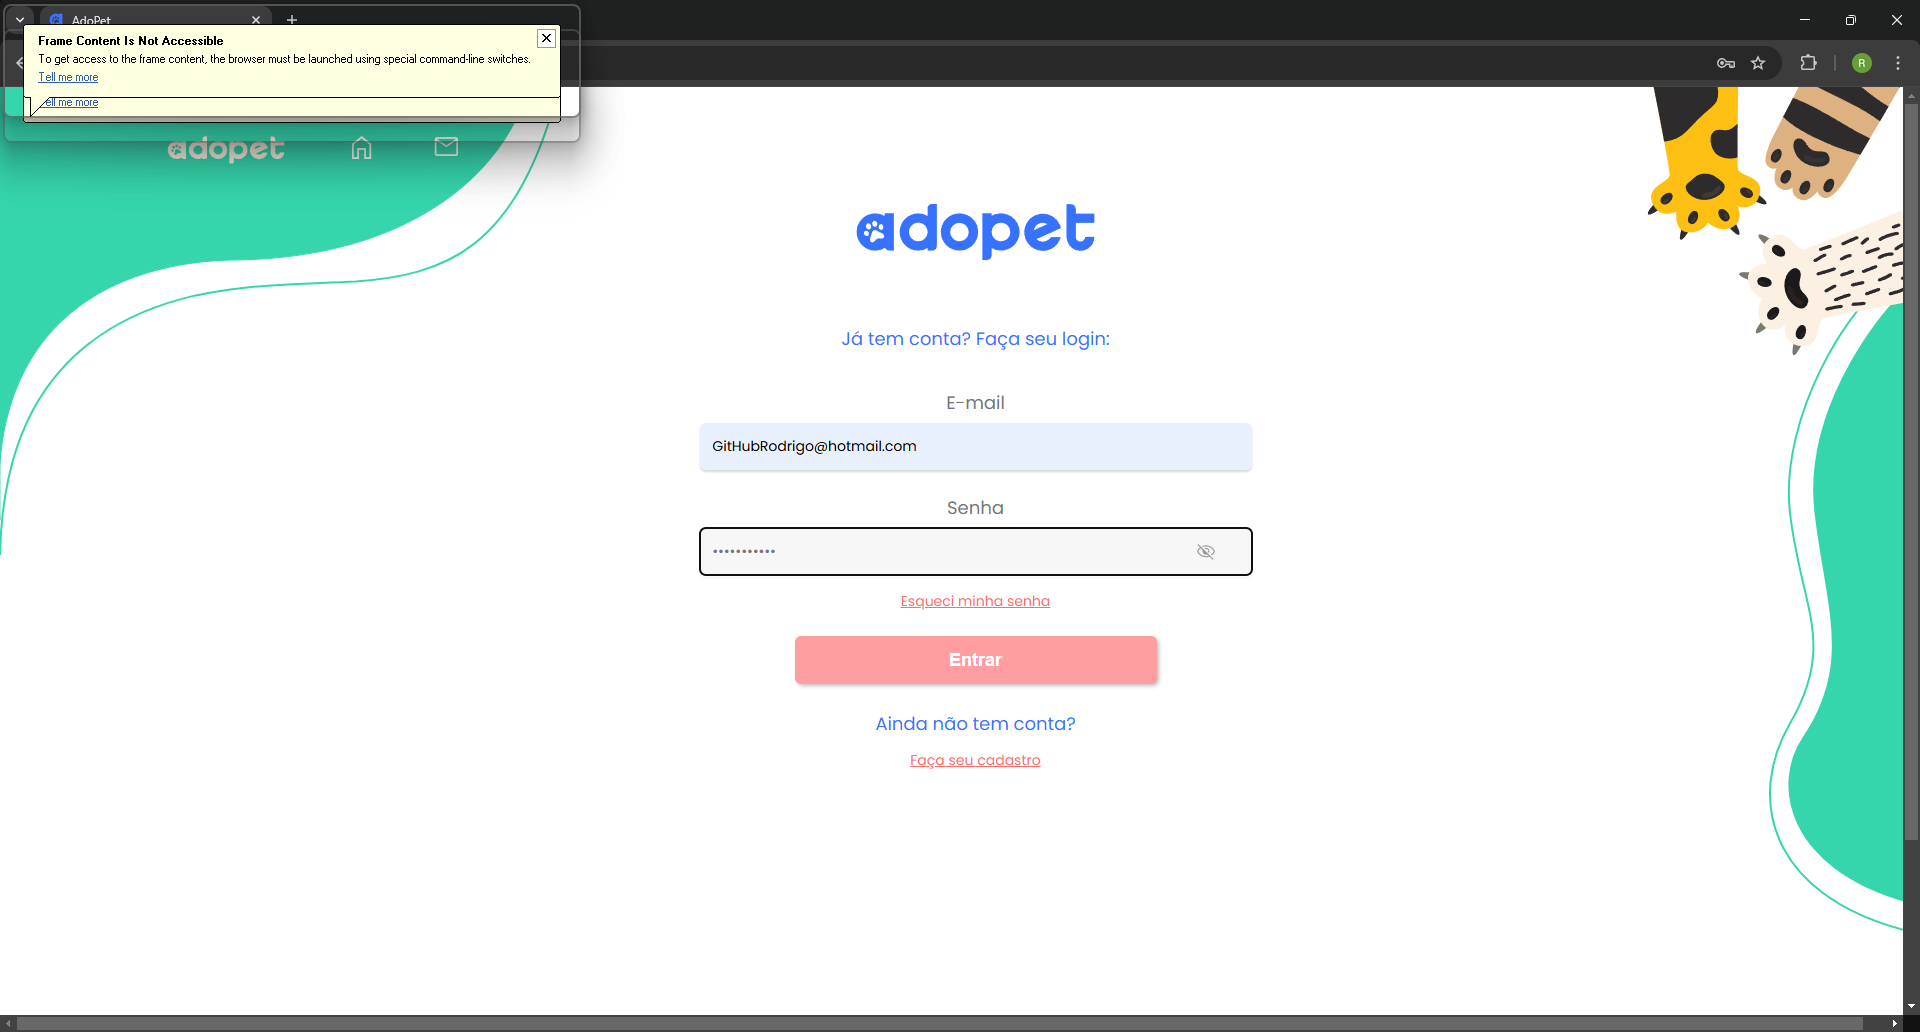 AdoPet
Frame Content Is Not Accessible
To get access to the frame content, the browser must be launched using special command-line switches.
Tell me more
Tell me more
R
adopet
adopet
Já tem conta? Faça seu login:
E-mail
GitHubRodrigo@hotmail.com
Senha
•••••••••••
Esqueci minha senha
Entrar
Ainda não tem conta?
Faça seu cadastro